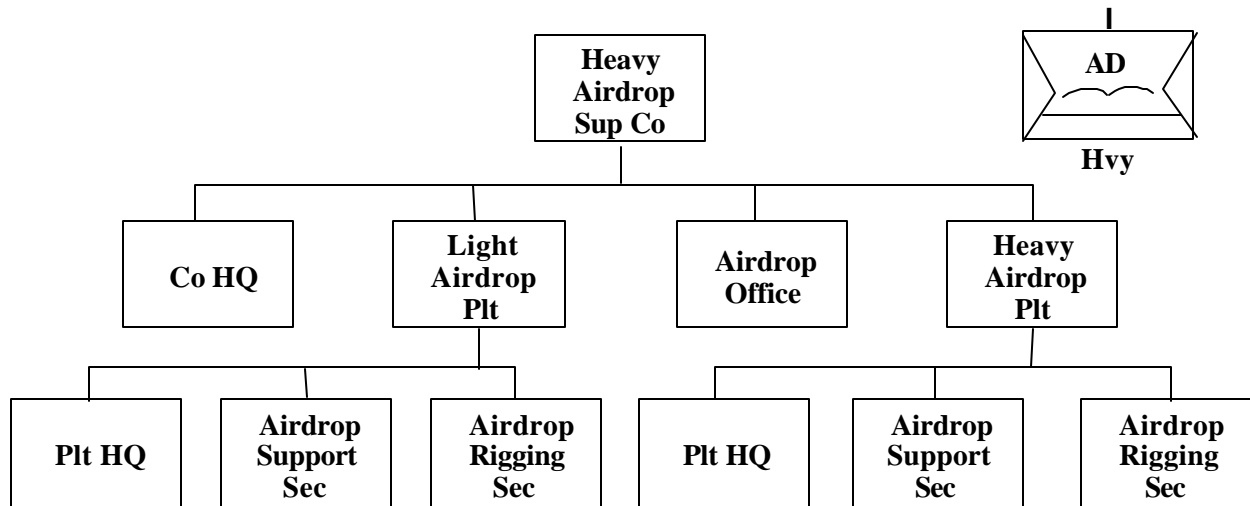 Heavy
Airdrop
Sup Co
AD
Hvy
Co HQ
Light
Airdrop
Plt
Airdrop
Office
Heavy
Airdrop
Plt
Plt HQ
Airdrop
Support
Sec
Airdrop
Rigging
Sec
Plt HQ
Airdrop
Support
Sec
Airdrop
Rigging
Sec